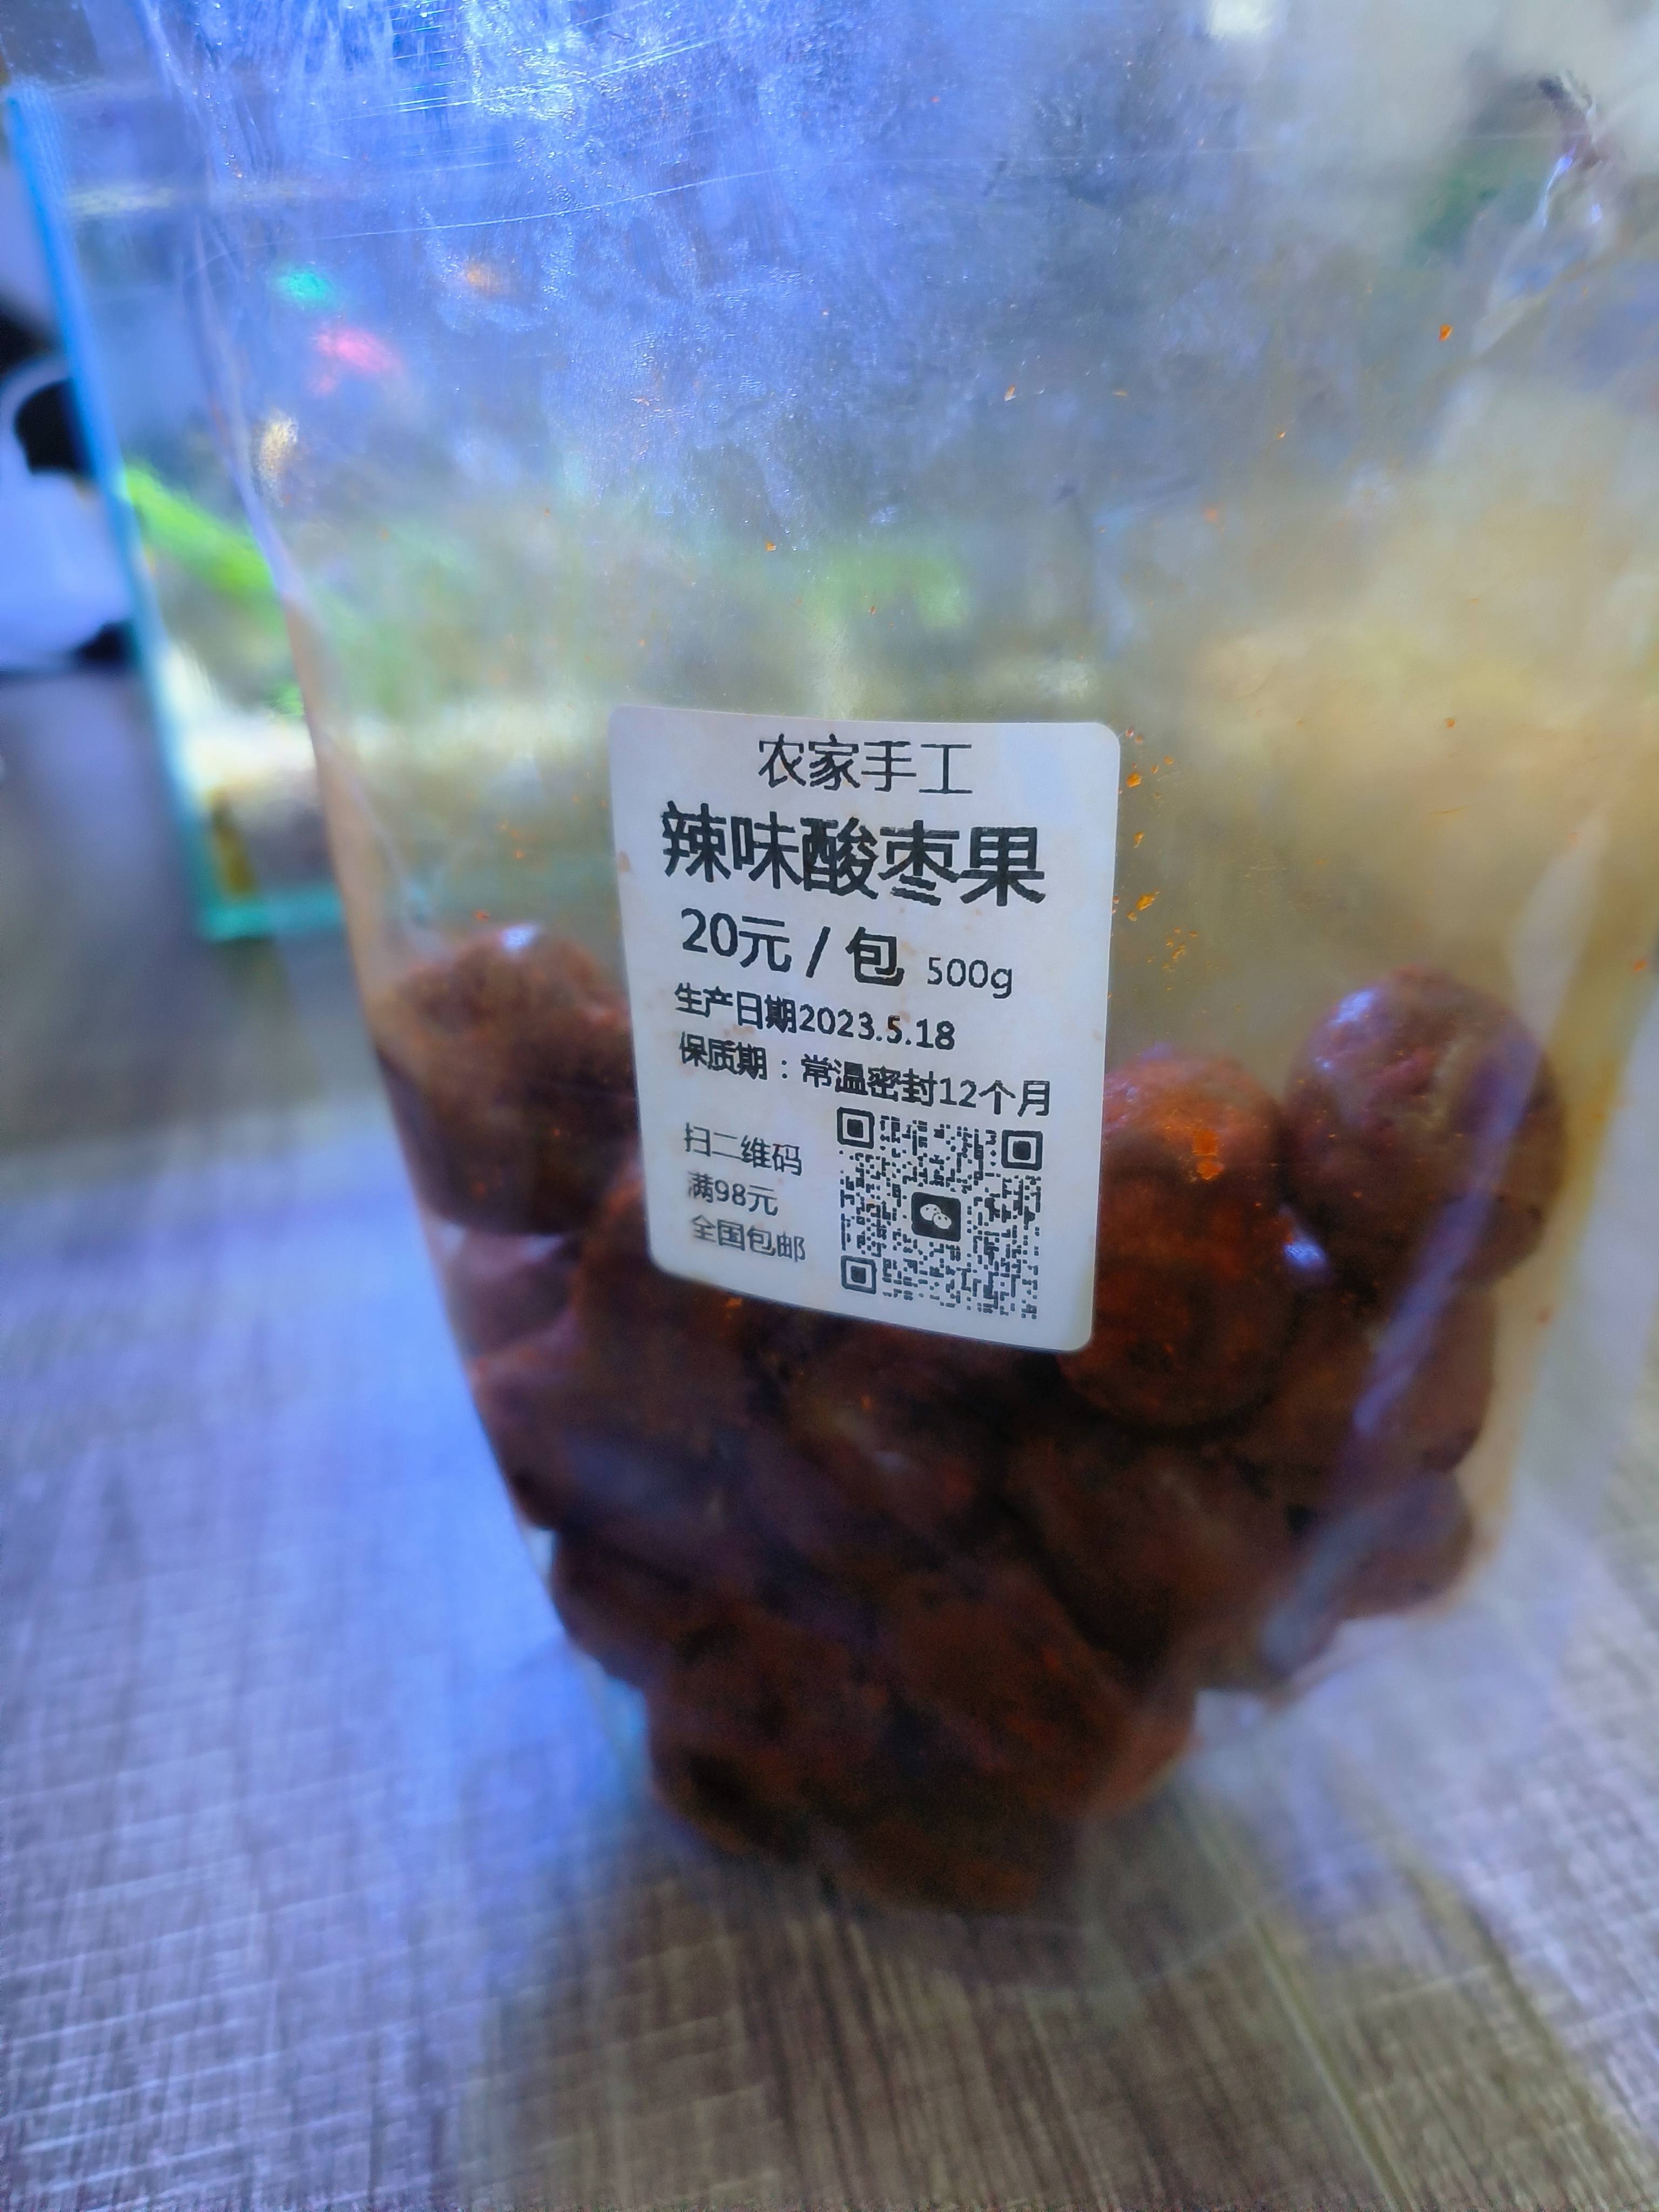 农家手工
辣味酸枣果
20元 / 包 500g
生产日期2023.5.18
保质期：常温密封12个月
扫二维码
满98元
全国包邮